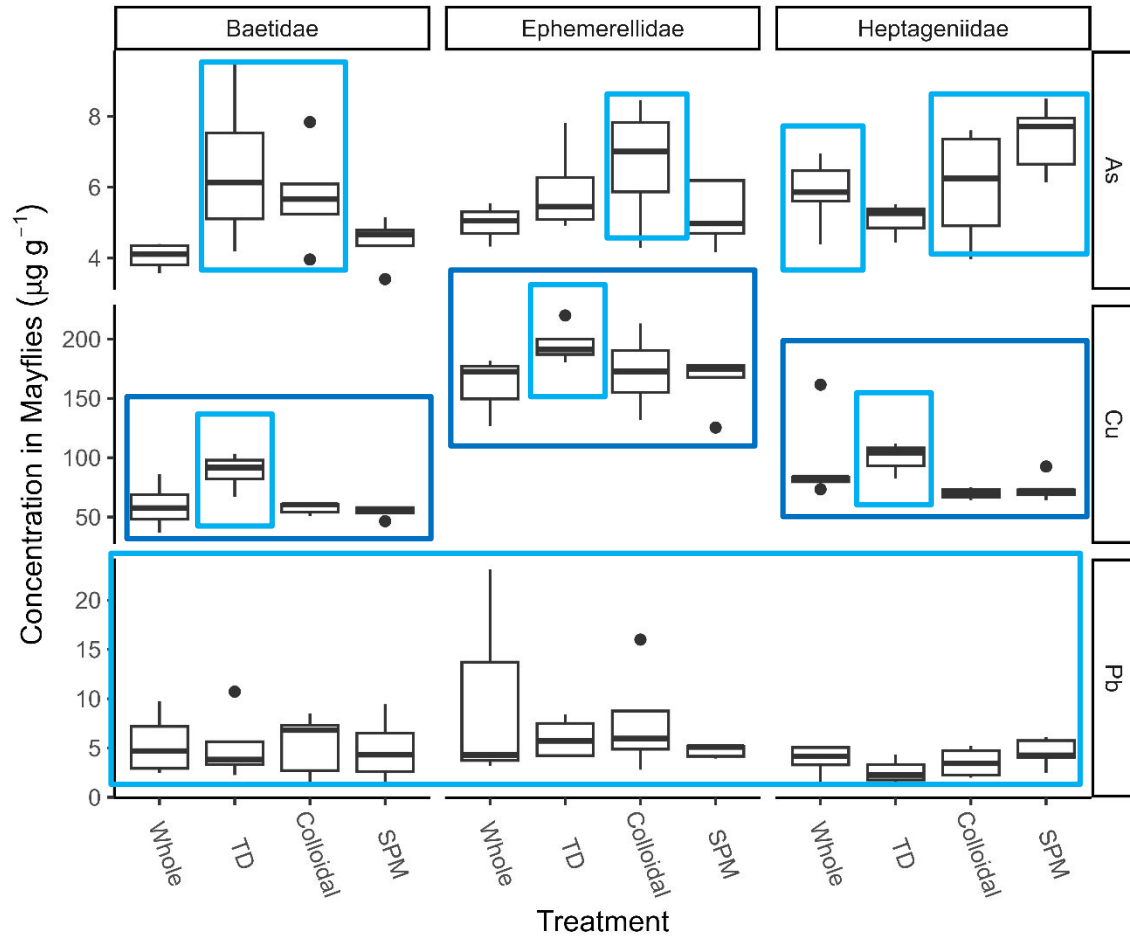 Baetidae Ephemerellidae Heptageniidae
Concentration in Mayflies (µg g⁻¹)
8
6
4
As
200
150
100
50
Cu
20
15
10
5
0
Pb
Whole TD Colloidal SPM Whole TD Colloidal SPM Whole TD Colloidal SPM
Treatment